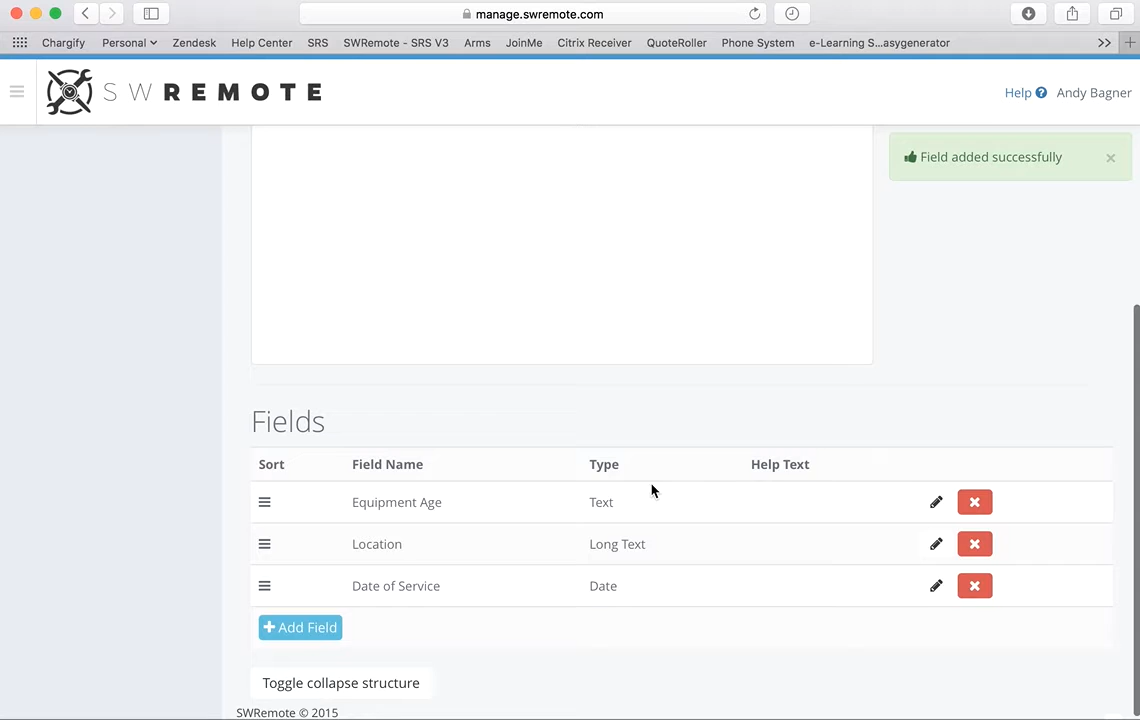 manage.swremote.com
Chargify Personal Zendesk Help Center SRS SWRemote - SRS V3 Arms JoinMe Citrix Receiver QuoteRoller Phone System e-Learning S...asygenerator
SWREMOTE
Help ? Andy Bagner
Field added successfully ×
Fields
Sort Field Name Type Help Text
Equipment Age Text
Location Long Text
Date of Service Date
+ Add Field
Toggle collapse structure
SWRemote © 2015